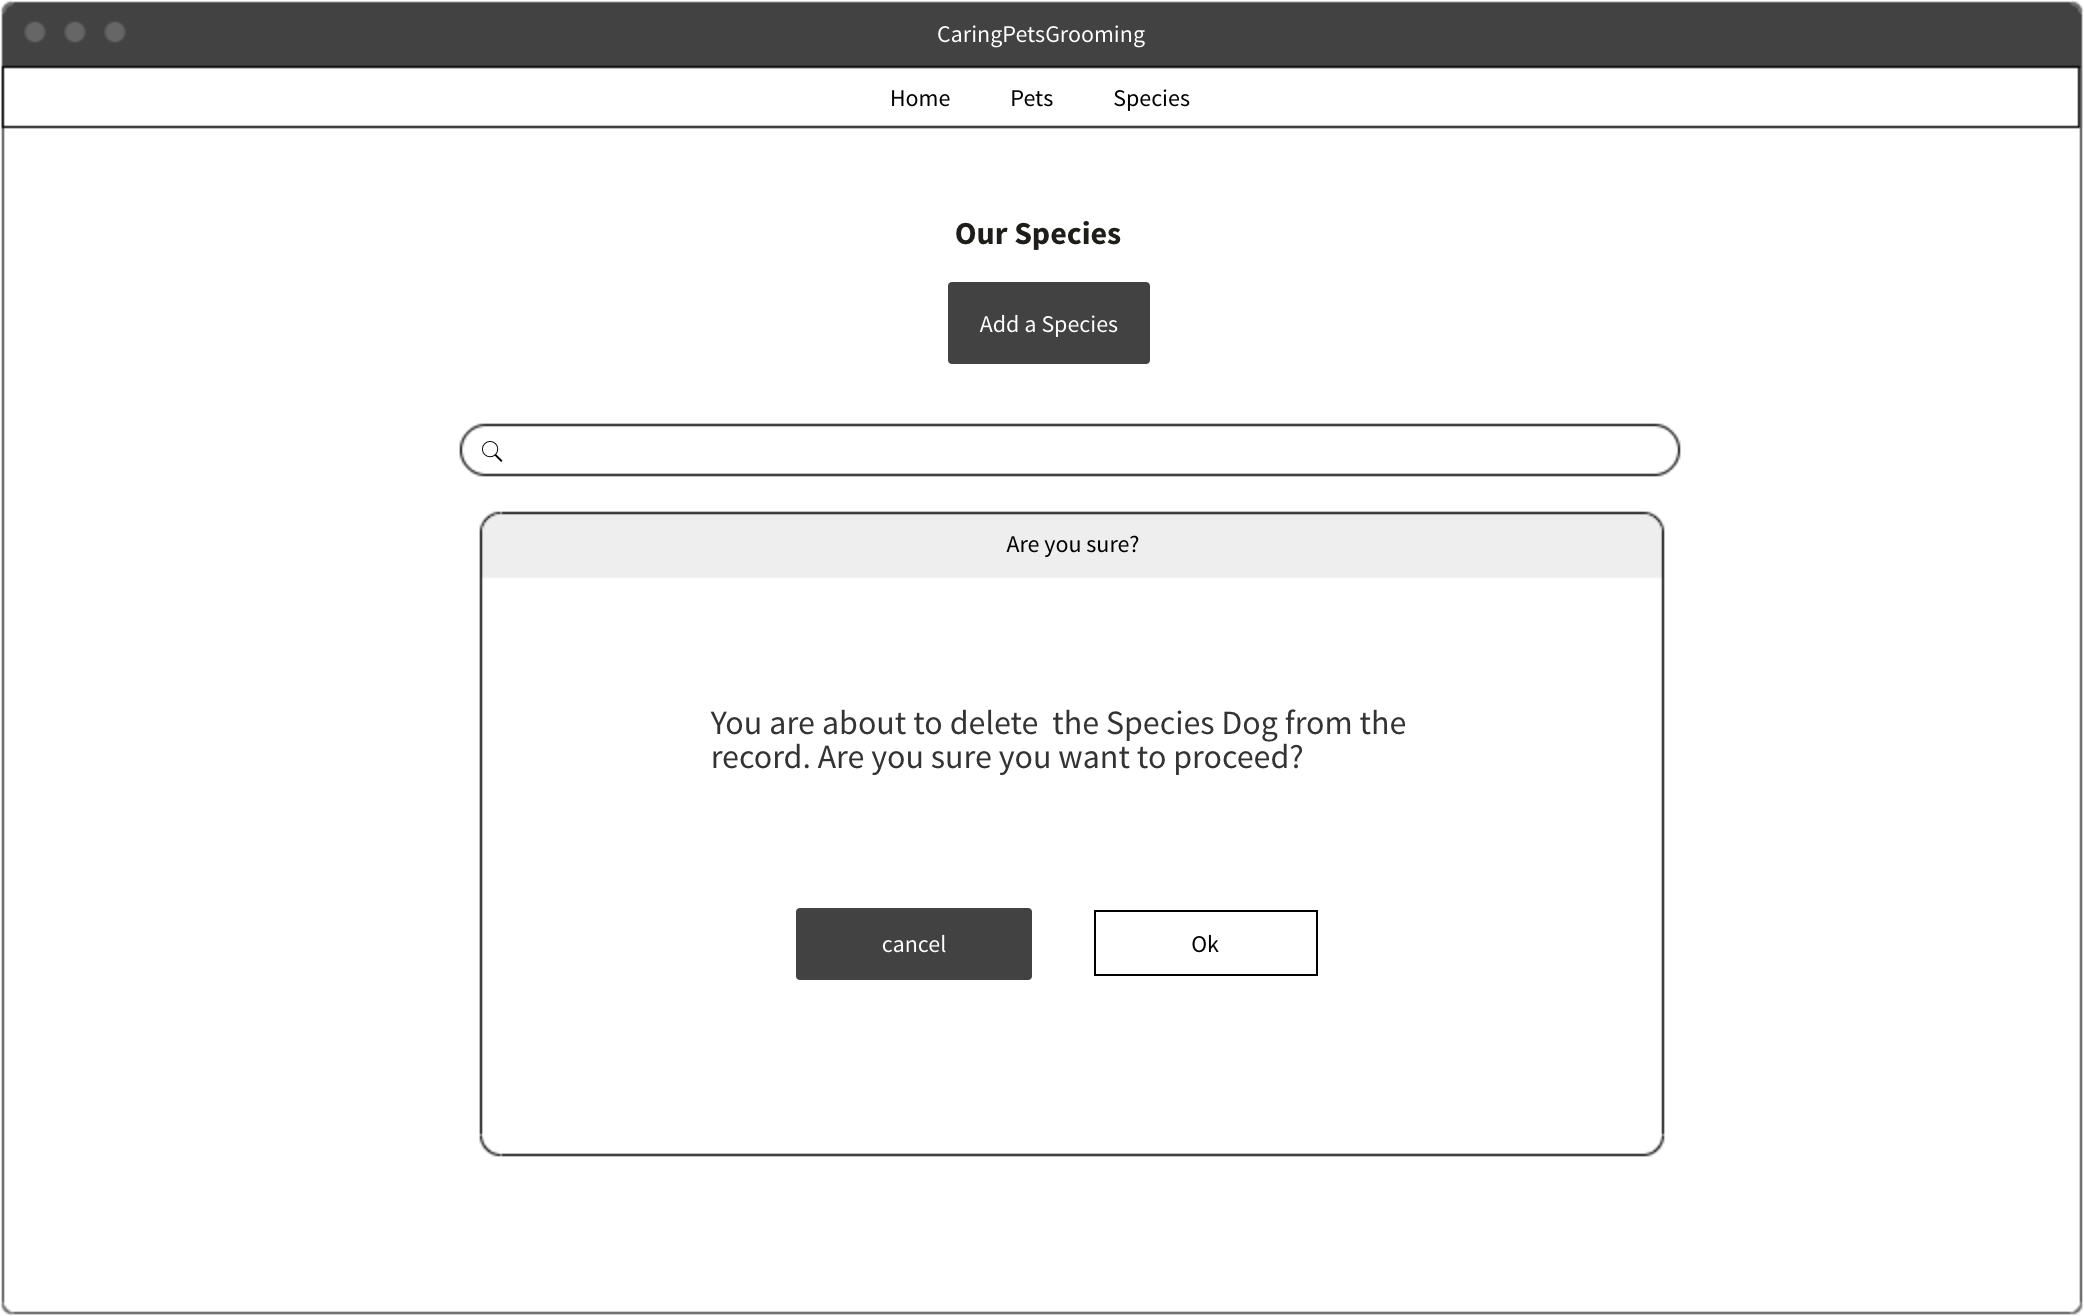 CaringPetsGrooming
Home Pets Species
Our Species
Add a Species
Are you sure?
You are about to delete  the Species Dog from the
record. Are you sure you want to proceed?
cancel Ok